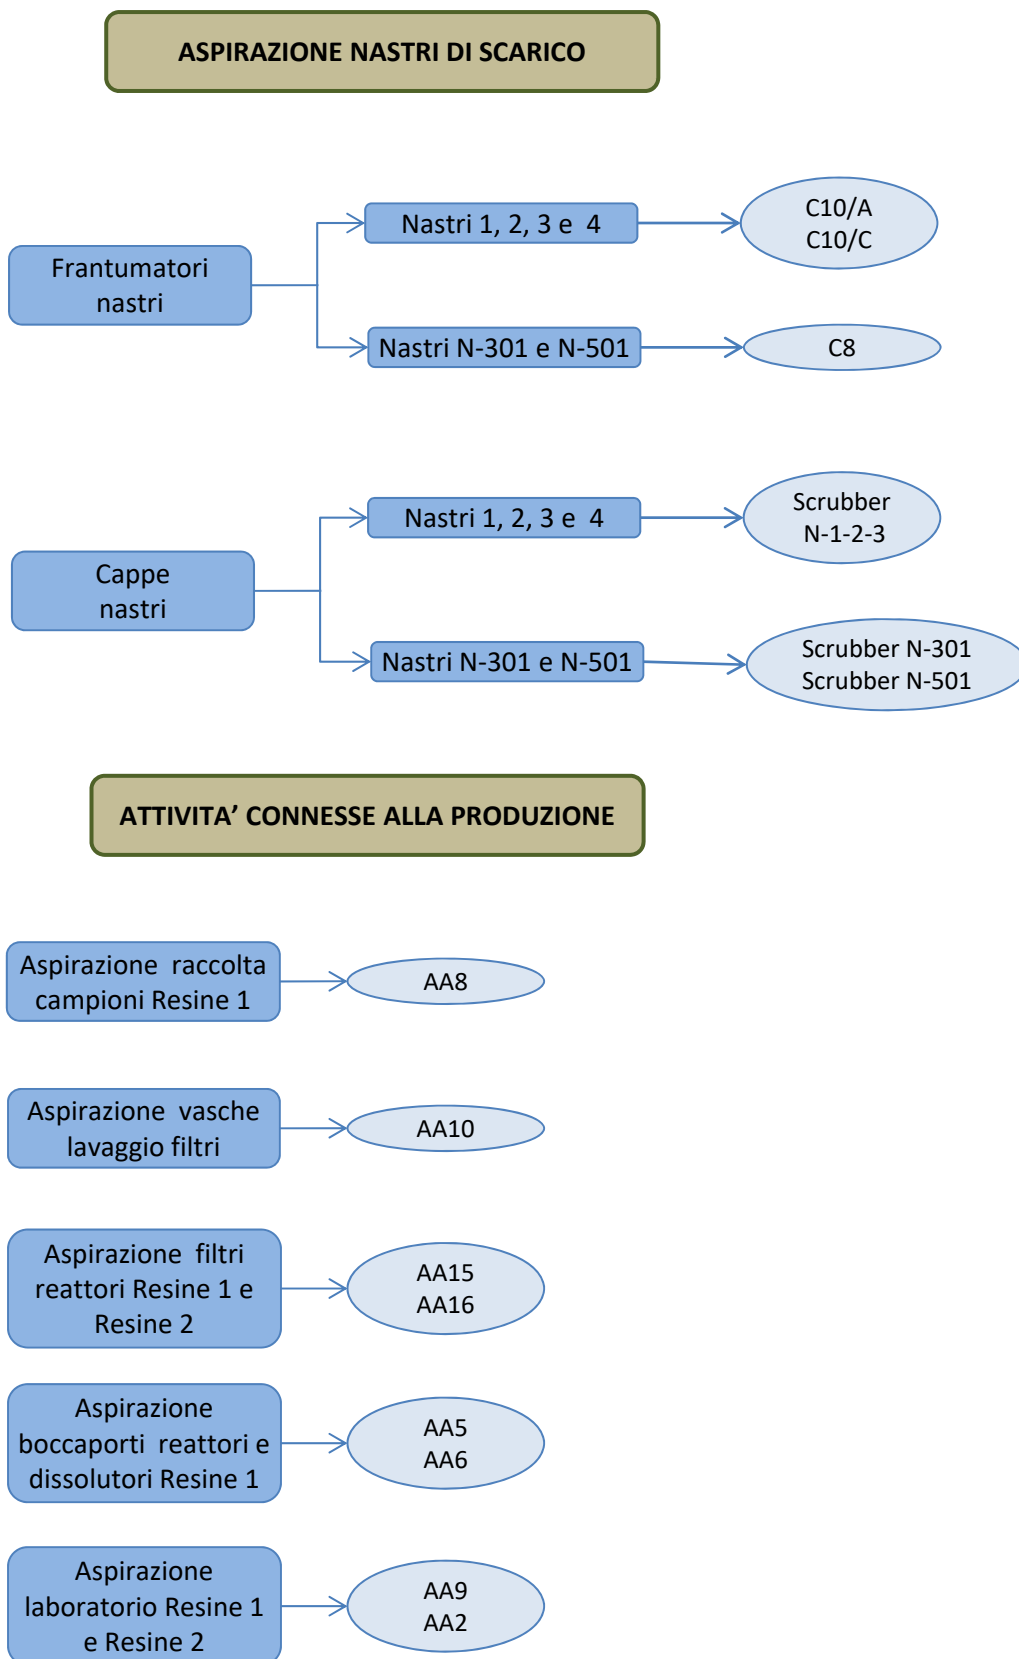 ASPIRAZIONE NASTRI DI SCARICO
Frantumatori
nastri
Nastri 1, 2, 3 e 4
C10/A
C10/C
Nastri N-301 e N-501
C8
Cappe
nastri
Nastri 1, 2, 3 e 4
Scrubber
N-1-2-3
Nastri N-301 e N-501
Scrubber N-301
Scrubber N-501
ATTIVITA’ CONNESSE ALLA PRODUZIONE
Aspirazione raccolta
campioni Resine 1
AA8
Aspirazione vasche
lavaggio filtri
AA10
Aspirazione filtri
reattori Resine 1 e
Resine 2
AA15
AA16
Aspirazione
boccaporti reattori e
dissolutori Resine 1
AA5
AA6
Aspirazione
laboratorio Resine 1
e Resine 2
AA9
AA2